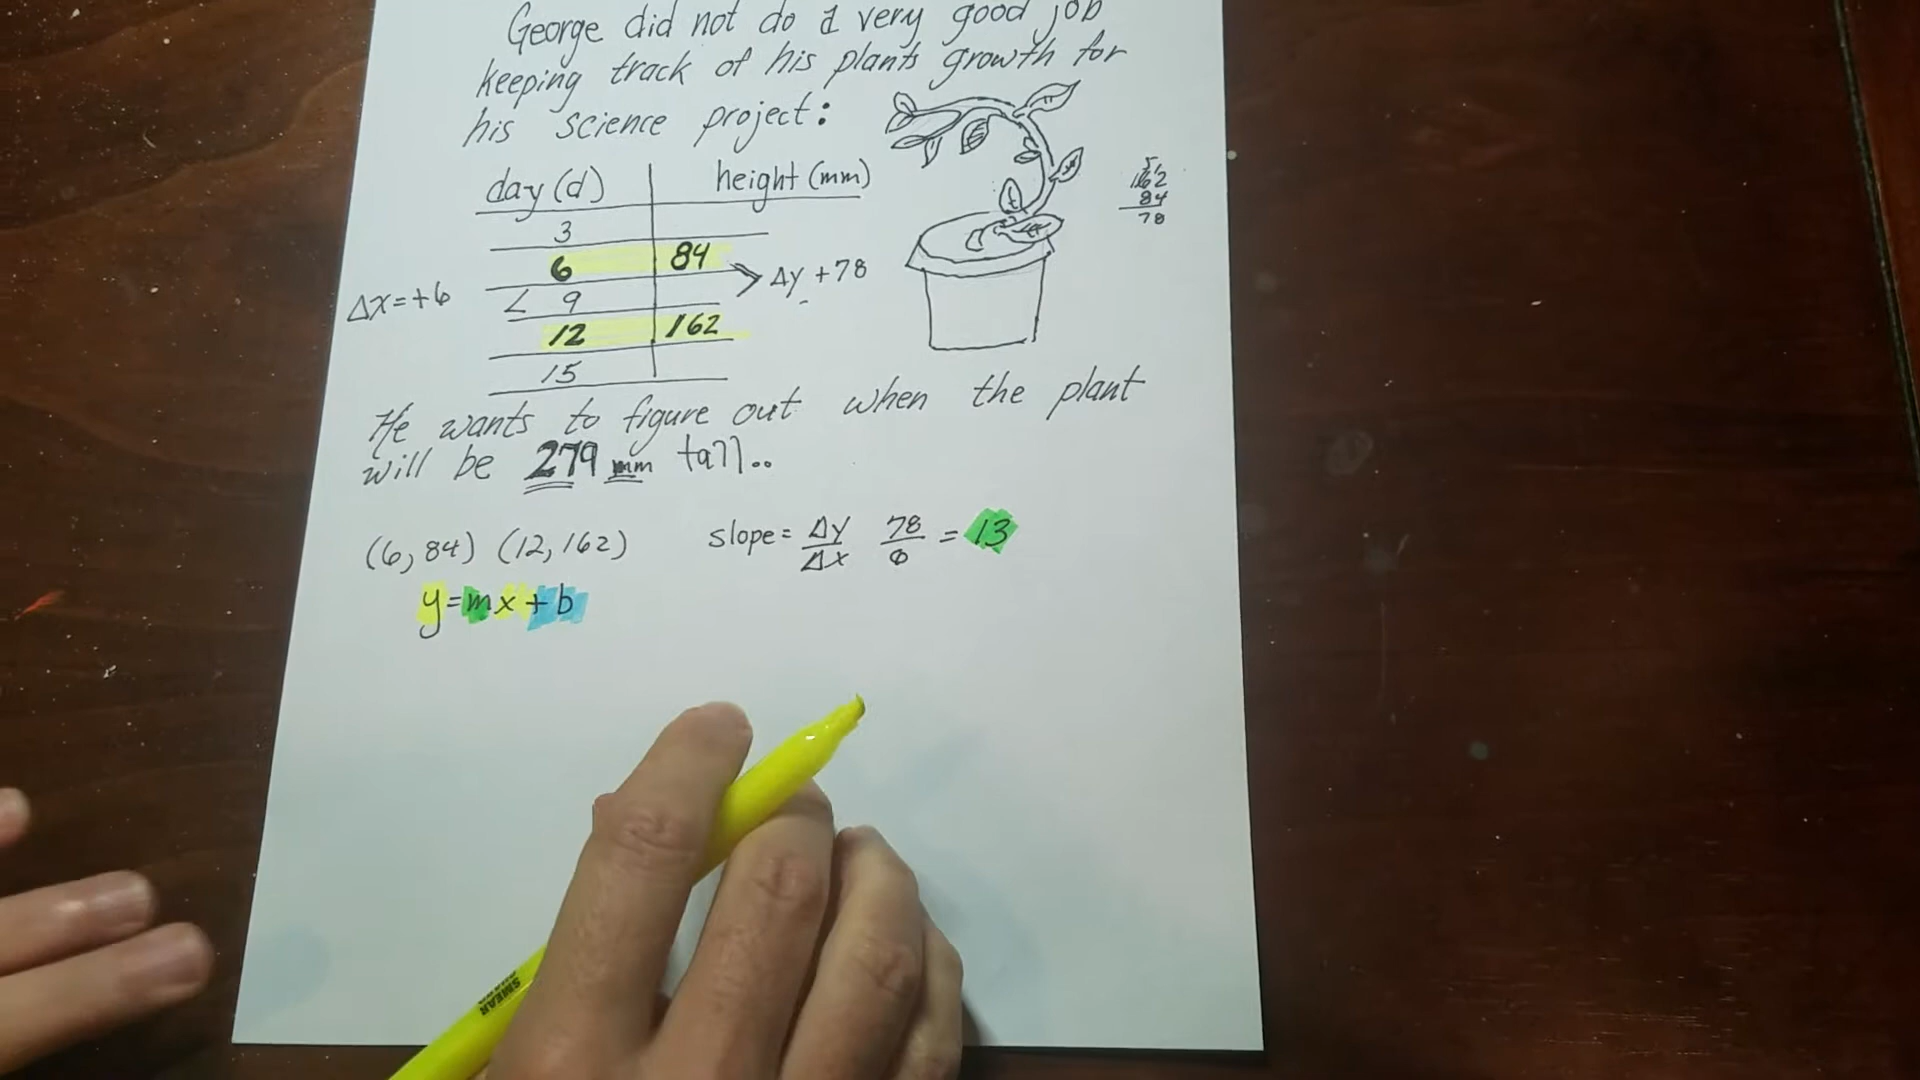 George did not do a very good job
keeping track of his plants growth for
his science project:
day (d) height (mm)
3
6 84
9
12 162
15
Δx=+6
Δy +78
162
84
78
He wants to figure out when the plant
will be 279 mm tall..
(6,84) (12,162)
slope = Δy/Δx 78/6 = 13
y=mx+b
SMEAR